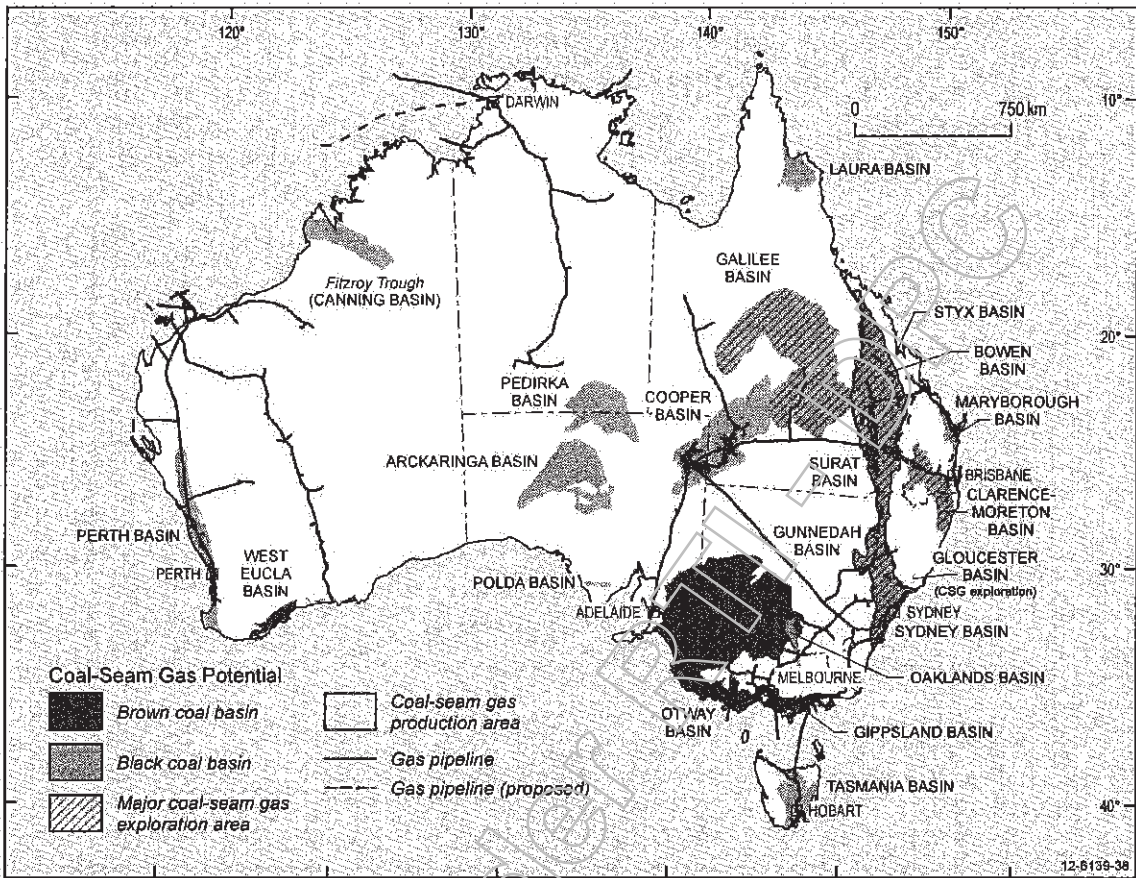 120°
130°
140°
150°
10°
20°
30°
40°
0
750 km
DARWIN
LAURA BASIN
GALILEE
BASIN
Fitzroy Trough
(CANNING BASIN)
STYX BASIN
BOWEN
BASIN
PEDIRKA
BASIN
COOPER
BASIN
MARYBOROUGH
BASIN
ARCKARINGA BASIN
SURAT
BASIN
BRISBANE
CLARENCE-
MORETON
BASIN
PERTH BASIN
GUNNEDAH
BASIN
WEST
EUCLA
BASIN
PERTH
POLDA BASIN
GLOUCESTER
BASIN
(CSG exploration)
ADELAIDE
SYDNEY
SYDNEY BASIN
MELBOURNE
OAKLANDS BASIN
OTWAY
BASIN
GIPPSLAND BASIN
TASMANIA BASIN
HOBART
Coal-Seam Gas Potential
Brown coal basin
Black coal basin
Major coal-seam gas
exploration area
Coal-seam gas
production area
Gas pipeline
Gas pipeline (proposed)
12-6139-38